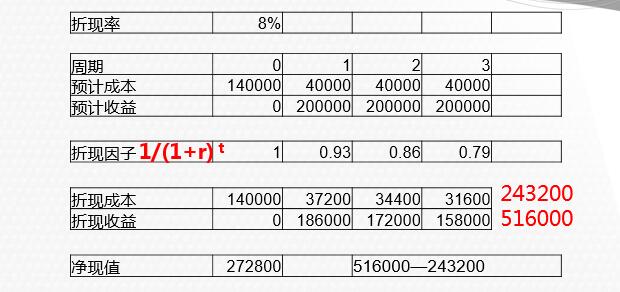 折现率 8%
周期 0 1 2 3
预计成本 140000 40000 40000 40000
预计收益 0 200000 200000 200000
折现因子 1/(1+r) t 1 0.93 0.86 0.79
折现成本 140000 37200 34400 31600 243200
折现收益 0 186000 172000 158000 516000
净现值 272800 516000—243200